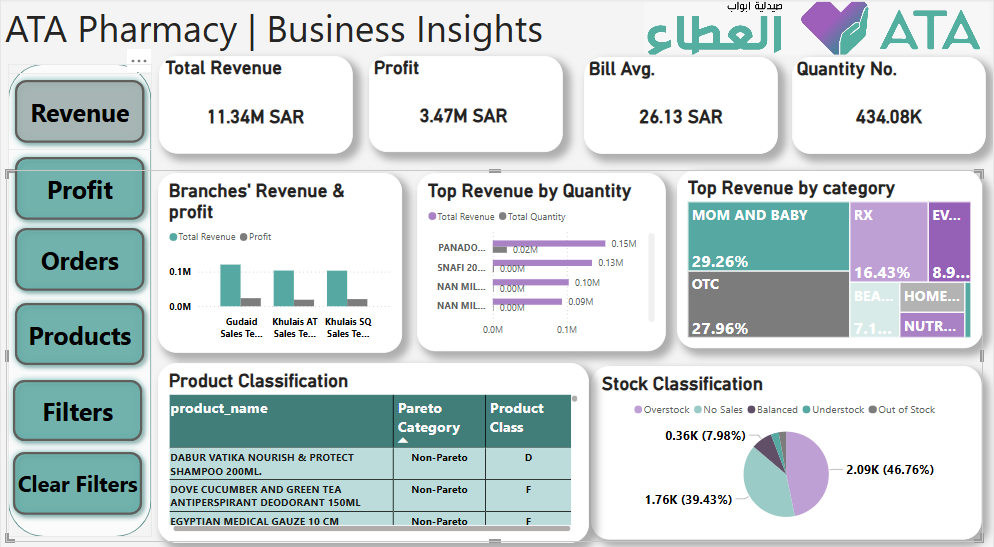 ATA Pharmacy | Business Insights
صيدلية ابواب
العطاء
ATA
...
Revenue
Profit
Orders
Products
Filters
Clear Filters
Total Revenue
11.34M SAR
Profit
3.47M SAR
Bill Avg.
26.13 SAR
Quantity No.
434.08K
Branches' Revenue &
profit
Total Revenue Profit
0.1M
0.0M
Gudaid
Sales Te...
Khulais AT
Sales Te...
Khulais SQ
Sales Te...
Top Revenue by Quantity
Total Revenue Total Quantity
PANADO...
0.15M
0.02M
SNAFI 20...
0.13M
0.00M
NAN MIL...
0.10M
0.00M
NAN MIL...
0.09M
0.00M
0.0M 0.1M
Top Revenue by category
MOM AND BABY
29.26%
OTC
27.96%
RX
16.43%
EV...
8.9...
BEA...
7.1...
HOME...
NUTR...
Product Classification
product_name
Pareto
Category
Product
Class
DABUR VATIKA NOURISH & PROTECT
SHAMPOO 200ML.
Non-Pareto
D
DOVE CUCUMBER AND GREEN TEA
ANTIPERSPIRANT DEODORANT 150ML
Non-Pareto
F
EGYPTIAN MEDICAL GAUZE 10 CM
Non-Pareto
F
Stock Classification
Overstock No Sales Balanced Understock Out of Stock
0.36K (7.98%)
2.09K (46.76%)
1.76K (39.43%)